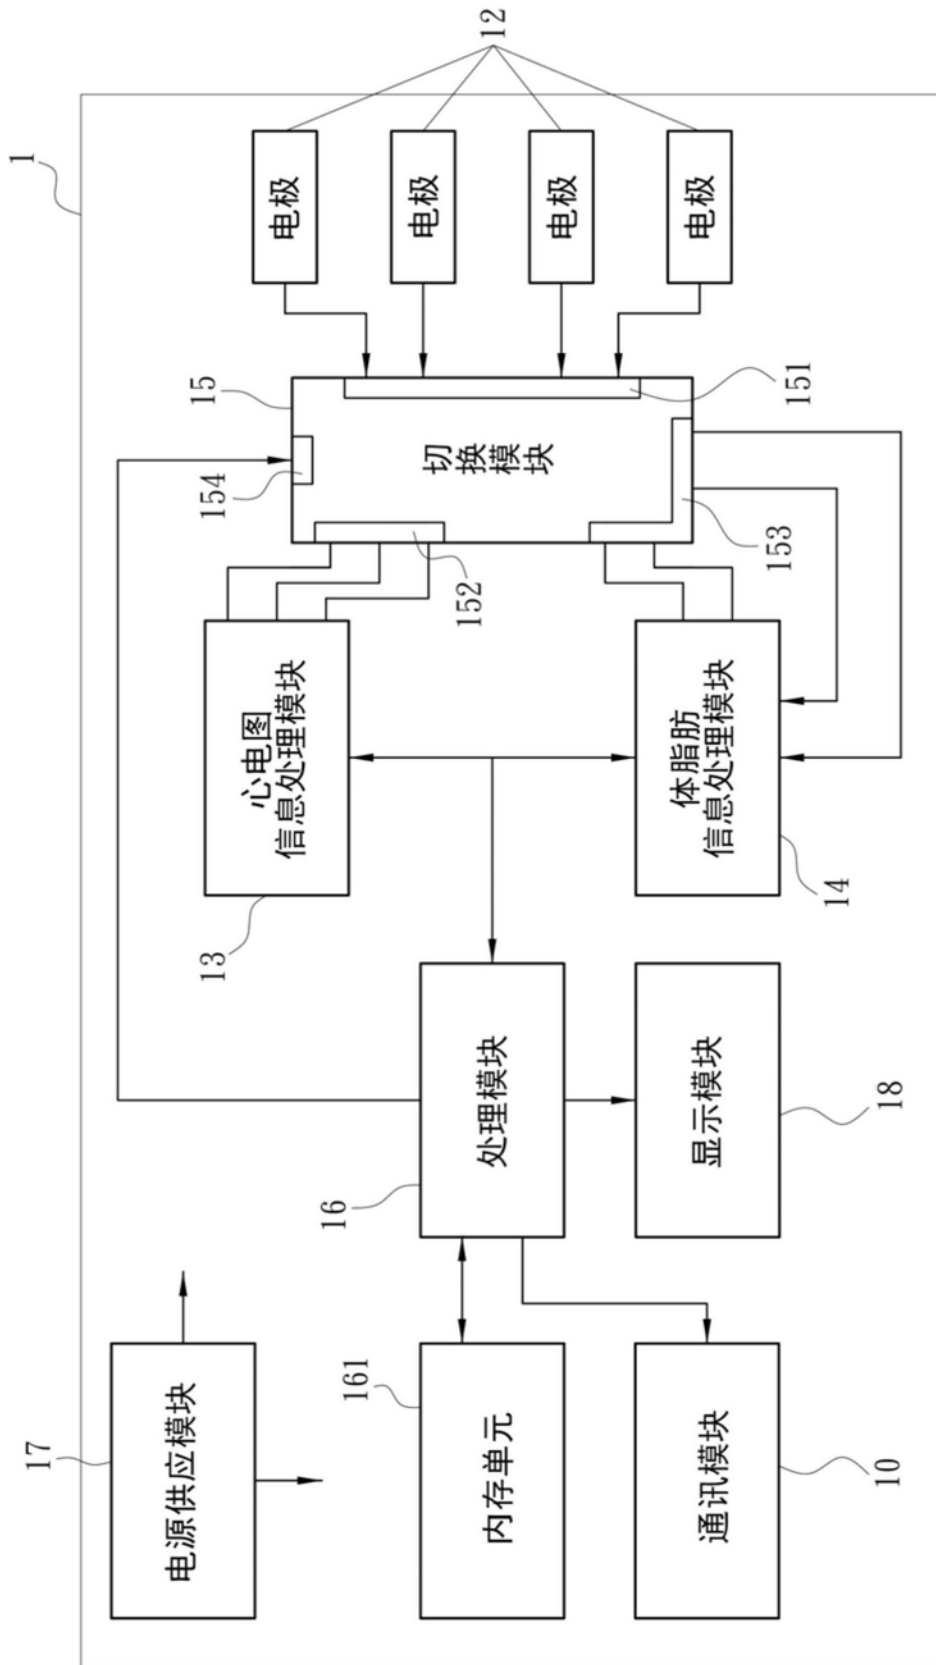 1
17
电源供应模块
13
心电图
信息处理模块
154
15
电极
电极
电极
电极
12
161
内存单元
16
处理模块
152
切换
模块
通讯模块
10
显示模块
18
体脂肪
信息处理模块
14
153
151